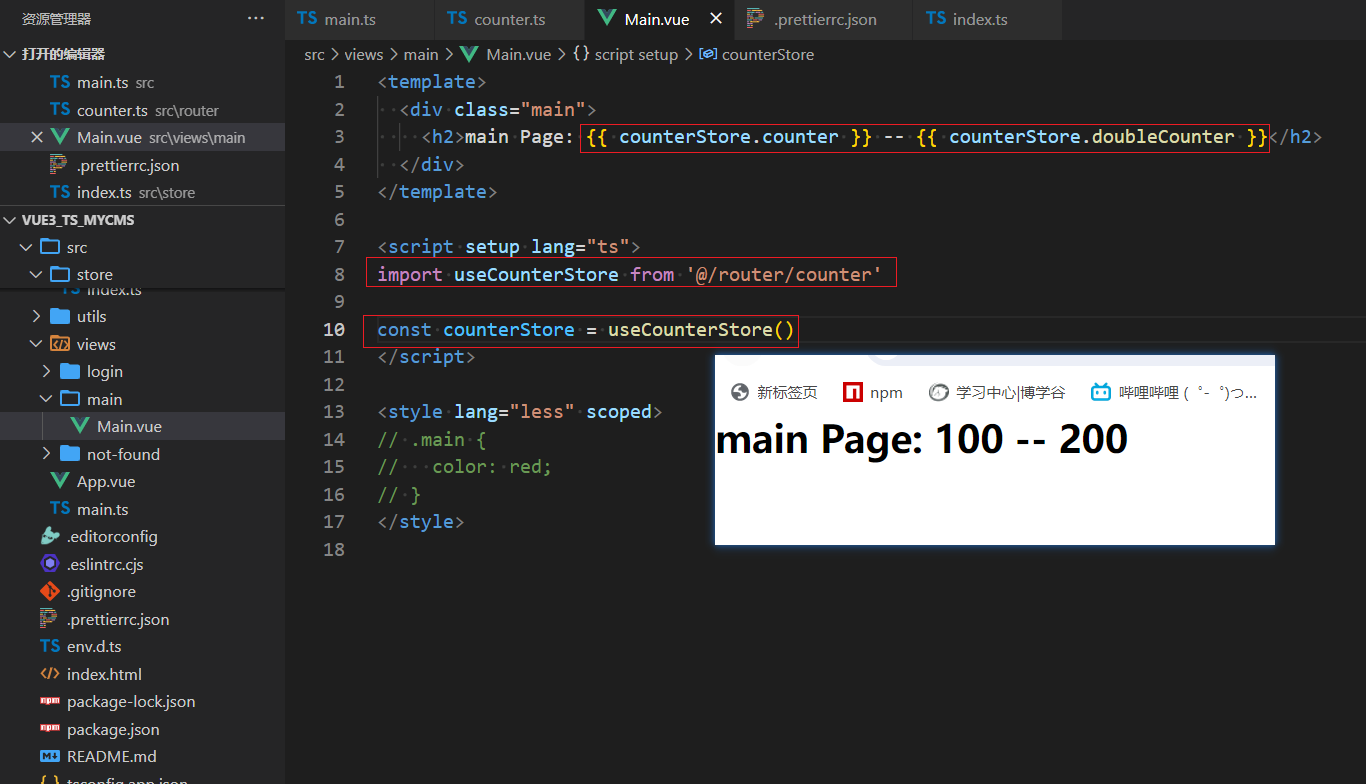 资源管理器 ···
打开的编辑器
TS main.ts src
TS counter.ts src\router
Main.vue src\views\main
.prettierrc.json
TS index.ts src\store
VUE3_TS_MYCMS
src
store
TS index.ts
utils
views
login
main
Main.vue
not-found
App.vue
TS main.ts
.editorconfig
.eslintrc.cjs
.gitignore
.prettierrc.json
TS env.d.ts
index.html
package-lock.json
package.json
README.md
tsconfig.app.json
TS main.ts TS counter.ts Main.vue .prettierrc.json TS index.ts
src > views > main > Main.vue > {} script setup > counterStore
1 <template>
2 <div class="main">
3 <h2>main Page: {{ counterStore.counter }} -- {{ counterStore.doubleCounter }}</h2>
4 </div>
5 </template>
6
7 <script setup lang="ts">
8 import useCounterStore from '@/router/counter'
9
10 const counterStore = useCounterStore()
11 </script>
12
13 <style lang="less" scoped>
14 // .main {
15 //   color: red;
16 // }
17 </style>
18
新标签页 npm 学习中心|博学谷 哔哩哔哩 ( ゜- ゜)つ...
main Page: 100 -- 200